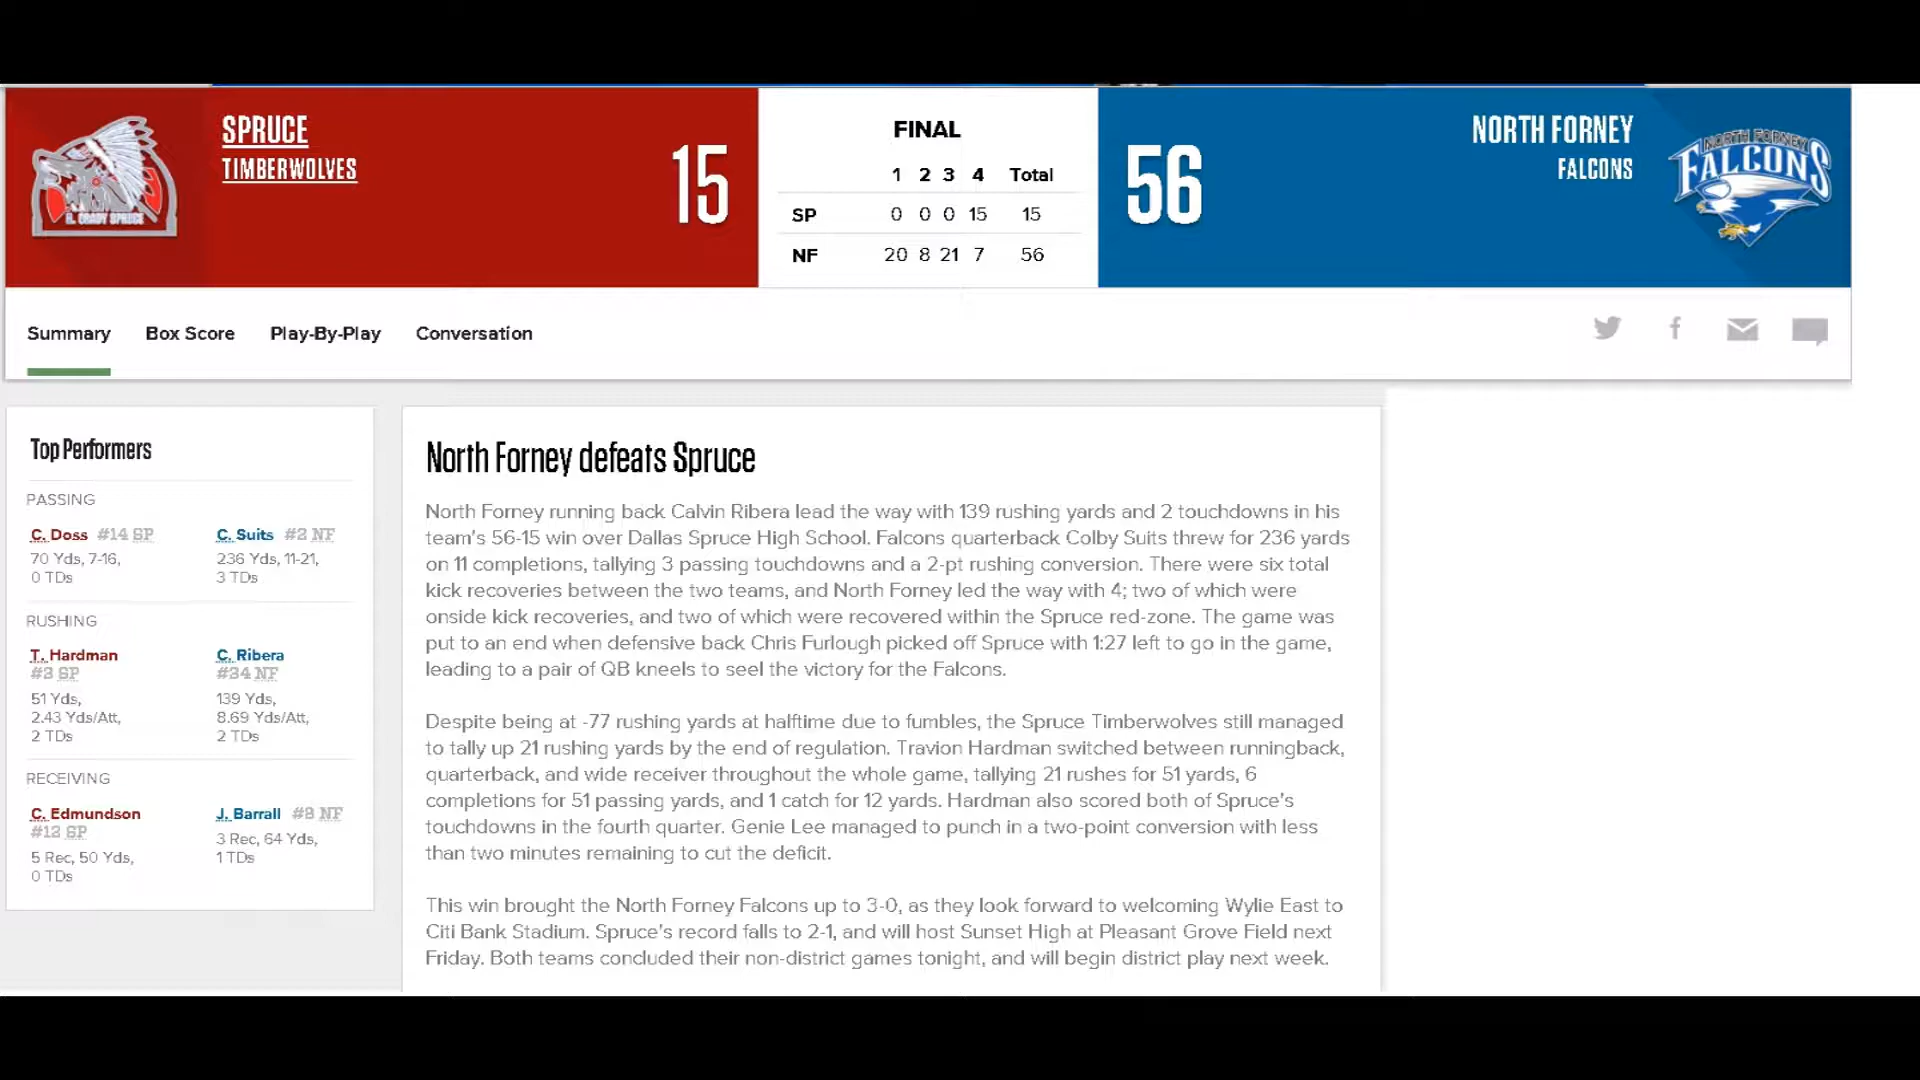 SPRUCE
TIMBERWOLVES
15
FINAL
1 2 3 4 Total
SP 0 0 0 15 15
NF 20 8 21 7 56
56
NORTH FORNEY
FALCONS
NORTH FORNEY
FALCONS
Summary Box Score Play-By-Play Conversation
Top Performers
PASSING
C. Doss #14 SP
70 Yds, 7-16,
0 TDs
C. Suits #2 NF
236 Yds, 11-21,
3 TDs
RUSHING
T. Hardman
#3 SP
51 Yds,
2.43 Yds/Att,
2 TDs
C. Ribera
#34 NF
139 Yds,
8.69 Yds/Att,
2 TDs
RECEIVING
C. Edmundson
#12 SP
5 Rec, 50 Yds,
0 TDs
J. Barrall #8 NF
3 Rec, 64 Yds,
1 TDs
North Forney defeats Spruce
North Forney running back Calvin Ribera lead the way with 139 rushing yards and 2 touchdowns in his
team's 56-15 win over Dallas Spruce High School. Falcons quarterback Colby Suits threw for 236 yards
on 11 completions, tallying 3 passing touchdowns and a 2-pt rushing conversion. There were six total
kick recoveries between the two teams, and North Forney led the way with 4; two of which were
onside kick recoveries, and two of which were recovered within the Spruce red-zone. The game was
put to an end when defensive back Chris Furlough picked off Spruce with 1:27 left to go in the game,
leading to a pair of QB kneels to seel the victory for the Falcons.
Despite being at -77 rushing yards at halftime due to fumbles, the Spruce Timberwolves still managed
to tally up 21 rushing yards by the end of regulation. Travion Hardman switched between runningback,
quarterback, and wide receiver throughout the whole game, tallying 21 rushes for 51 yards, 6
completions for 51 passing yards, and 1 catch for 12 yards. Hardman also scored both of Spruce's
touchdowns in the fourth quarter. Genie Lee managed to punch in a two-point conversion with less
than two minutes remaining to cut the deficit.
This win brought the North Forney Falcons up to 3-0, as they look forward to welcoming Wylie East to
Citi Bank Stadium. Spruce's record falls to 2-1, and will host Sunset High at Pleasant Grove Field next
Friday. Both teams concluded their non-district games tonight, and will begin district play next week.